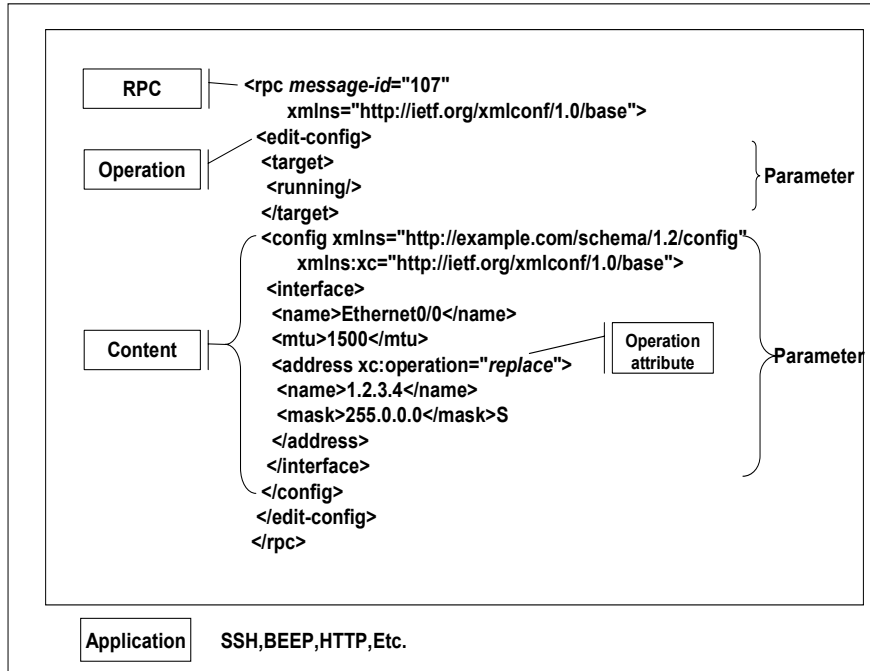 RPC
<rpc message-id="107"
xmlns="http://ietf.org/xmlconf/1.0/base">
<edit-config>
Operation
<target>
<running/>
</target>
Parameter
<config xmlns="http://example.com/schema/1.2/config"
xmlns:xc="http://ietf.org/xmlconf/1.0/base">
<interface>
<name>Ethernet0/0</name>
<mtu>1500</mtu>
Content
<address xc:operation="replace">
Operation
attribute
Parameter
<name>1.2.3.4</name>
<mask>255.0.0.0</mask>S
</address>
</interface>
</config>
</edit-config>
</rpc>
Application SSH,BEEP,HTTP,Etc.